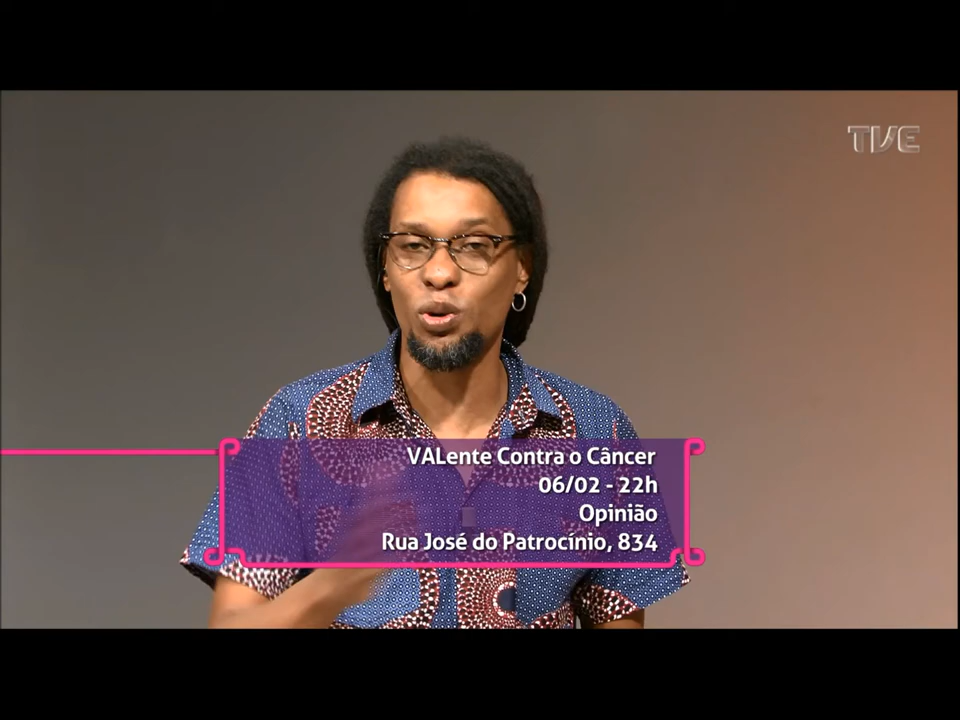 TVE
VALente Contra o Câncer
06/02 - 22h
Opinião
Rua José do Patrocínio, 834